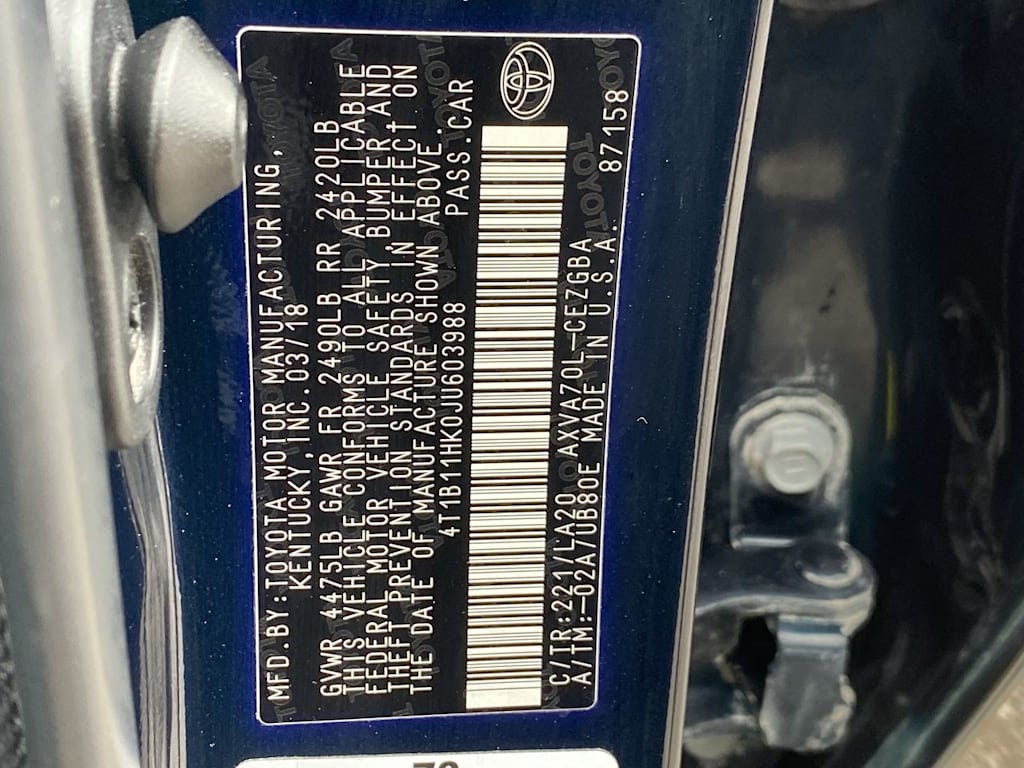 MFD.BY:TOYOTA MOTOR MANUFACTURING,
KENTUCKY,INC.03/18
GVWR 4475LB GAWR FR 2490LB RR 2420LB
THIS VEHICLE CONFORMS TO ALL APPLICABLE
FEDERAL MOTOR VEHICLE SAFETY,BUMPER AND
THEFT PREVENTION STANDARDS IN EFFECT ON
THE DATE OF MANUFACTURE SHOWN ABOVE.
4T1B11HK0JU603988 PASS.CAR
C/TR:221/LA20 AXVA70L-CEZGBA
A/TM:-02A/UB80E MADE IN U.S.A. 87158